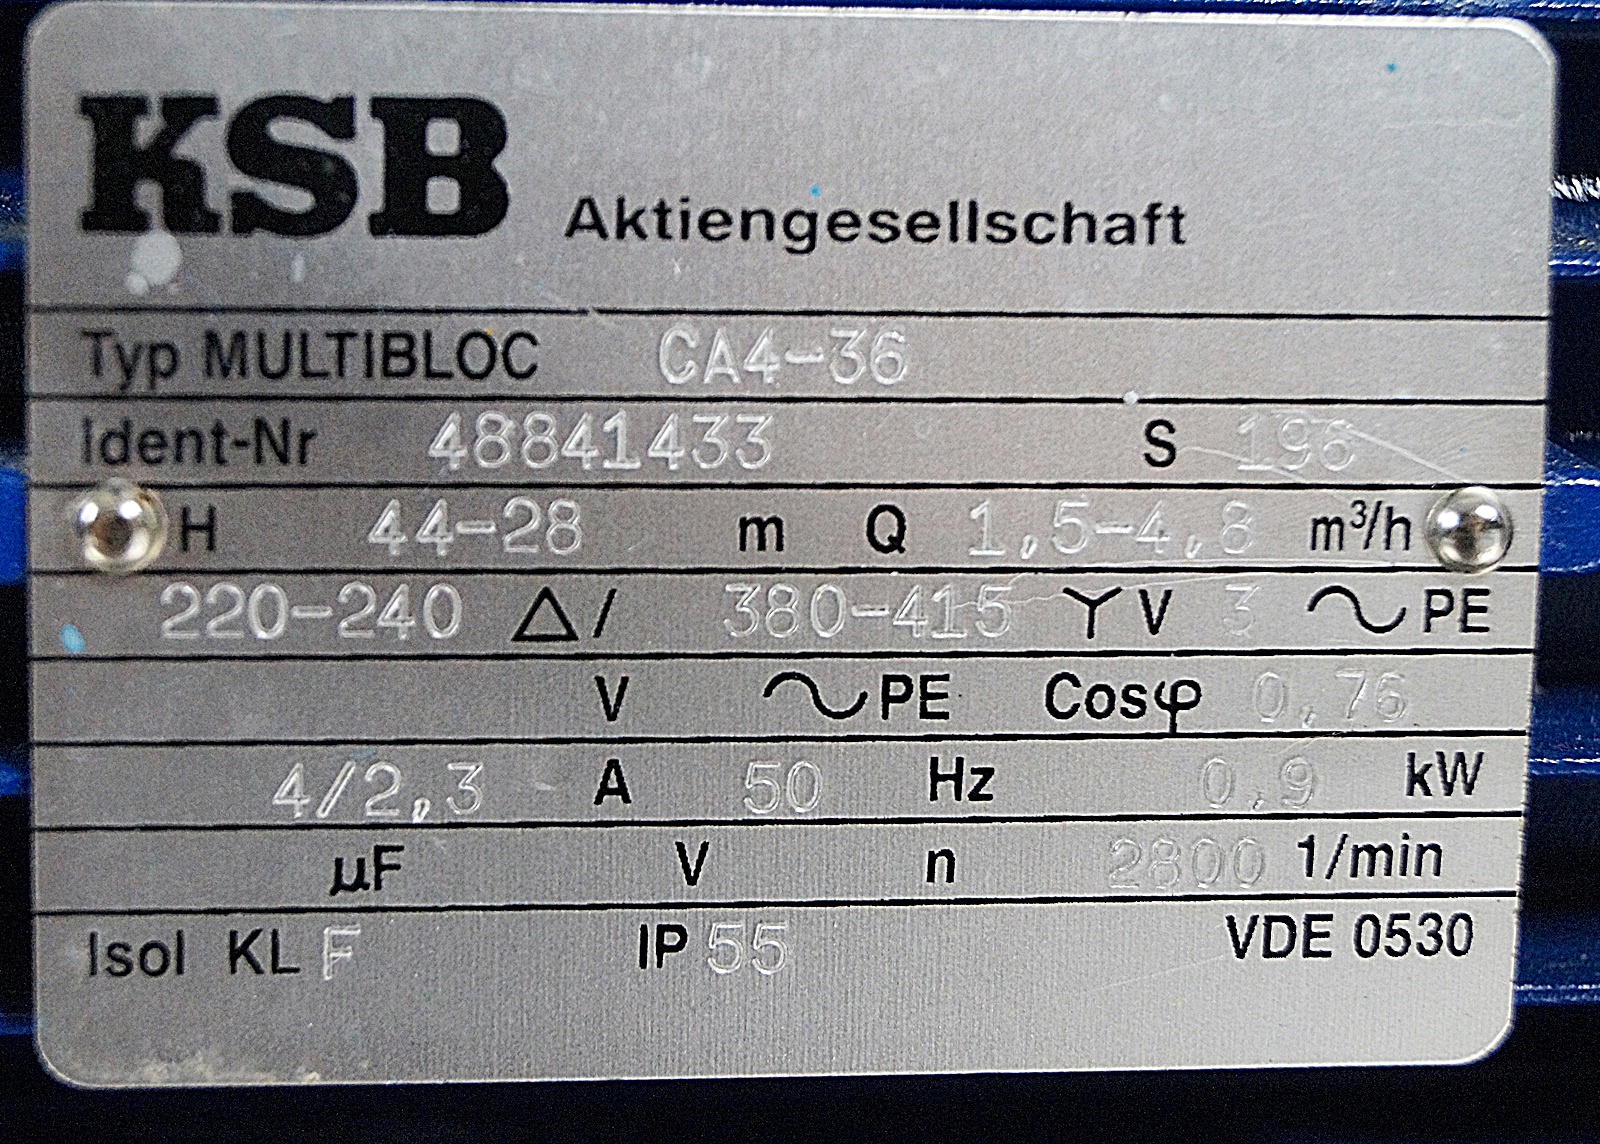 KSB Aktiengesellschaft
Typ MULTIBLOC CA4-36
Ident-Nr 48841433 S 196
H 44-28 m Q 1,5-4,8 m³/h
220-240 △/ 380-415 Y V 3 ∿ PE
V ∿ PE Cosφ 0,76
4/2,3 A 50 Hz 0,9 kW
µF V n 2800 1/min
Isol KL F IP 55 VDE 0530